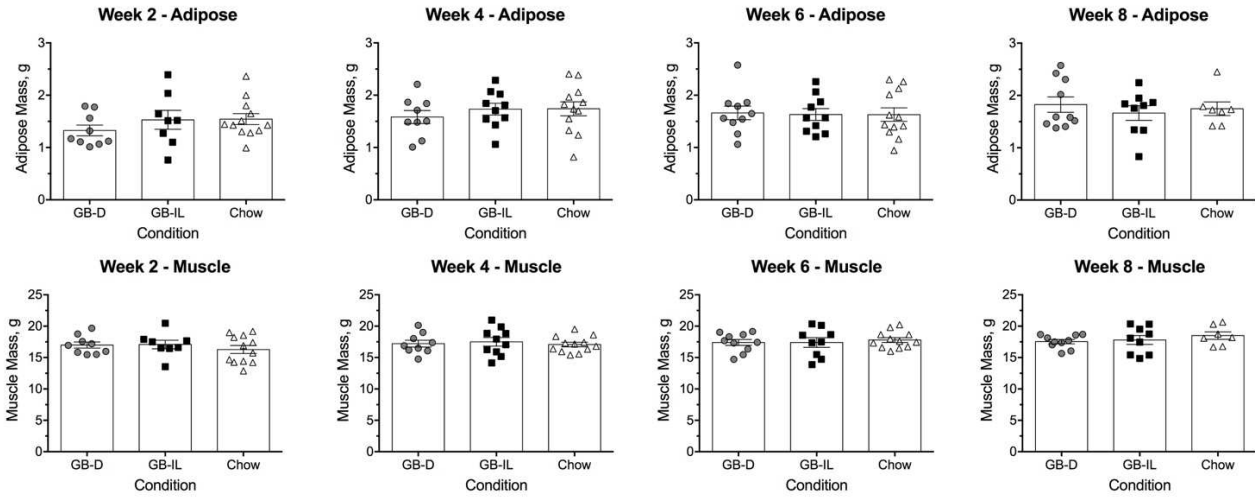 Week 2 - Adipose
Adipose Mass, g
3
2
1
0
GB-D GB-IL Chow
Condition
Week 4 - Adipose
Adipose Mass, g
3
2
1
0
GB-D GB-IL Chow
Condition
Week 6 - Adipose
Adipose Mass, g
3
2
1
0
GB-D GB-IL Chow
Condition
Week 8 - Adipose
Adipose Mass, g
3
2
1
0
GB-D GB-IL Chow
Condition
Week 2 - Muscle
Muscle Mass, g
25
20
15
10
5
0
GB-D GB-IL Chow
Condition
Week 4 - Muscle
Muscle Mass, g
25
20
15
10
5
0
GB-D GB-IL Chow
Condition
Week 6 - Muscle
Muscle Mass, g
25
20
15
10
5
0
GB-D GB-IL Chow
Condition
Week 8 - Muscle
Muscle Mass, g
25
20
15
10
5
0
GB-D GB-IL Chow
Condition